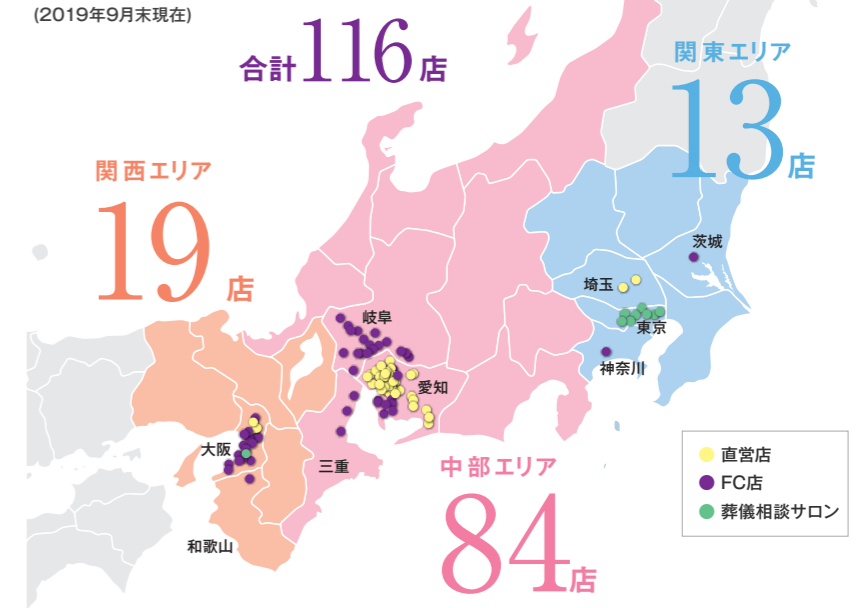 (2019年9月末現在)
合計116店
関東エリア
13店
関西エリア
19店
茨城
埼玉
東京
神奈川
岐阜
愛知
大阪
三重
和歌山
中部エリア
84店
直営店
FC店
葬儀相談サロン